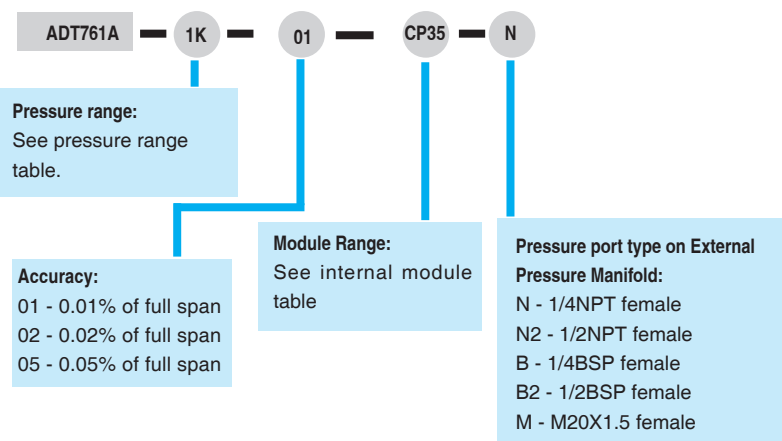 ADT761A 1K 01 CP35 N
Pressure range:
See pressure range
table.
Accuracy:
01 - 0.01% of full span
02 - 0.02% of full span
05 - 0.05% of full span
Module Range:
See internal module
table
Pressure port type on External
Pressure Manifold:
N - 1/4NPT female
N2 - 1/2NPT female
B - 1/4BSP female
B2 - 1/2BSP female
M - M20X1.5 female